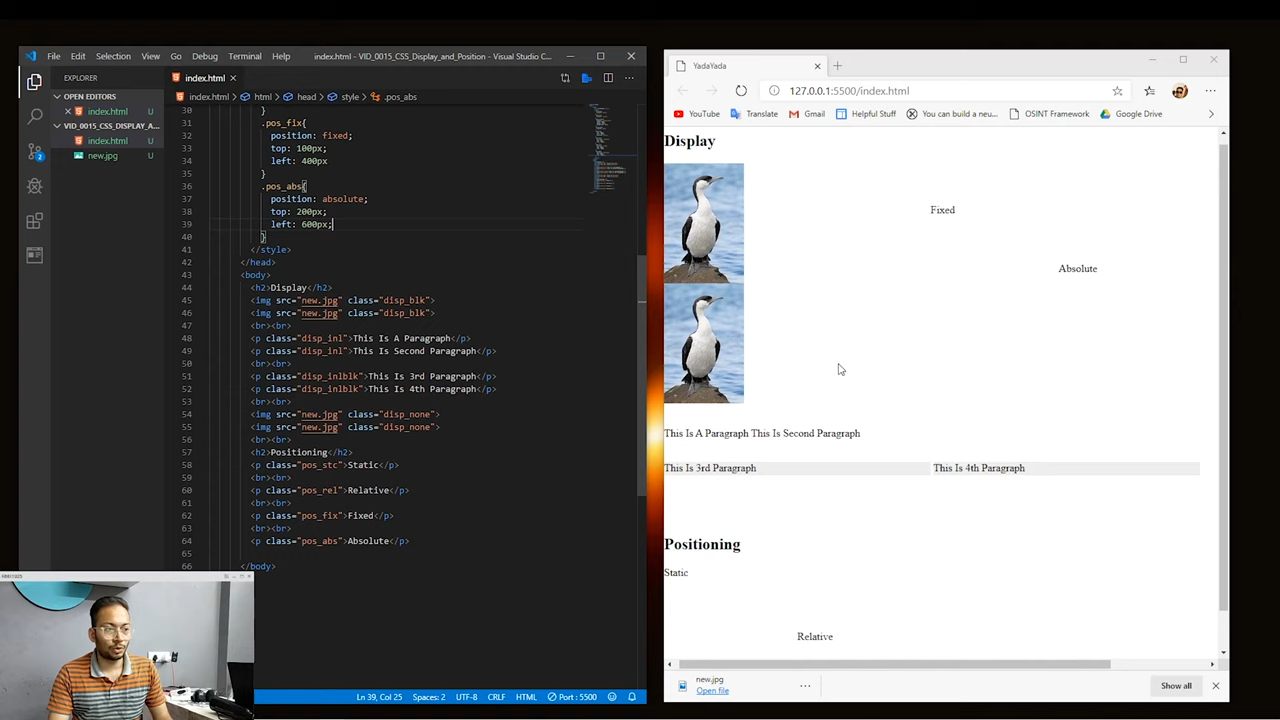 File Edit Selection View Go Debug Terminal Help index.html - VID_0015_CSS_Display_and_Position - Visual Studio C...
EXPLORER
OPEN EDITORS
index.html U
VID_0015_CSS_DISPLAY_A...
index.html U
new.jpg U
2
index.html
index.html > html > head > style > .pos_abs
30 }
31 .pos_fix{
32 position: fixed;
33 top: 100px;
34 left: 400px
35 }
36 .pos_abs{
37 position: absolute;
38 top: 200px;
39 left: 600px;
40 }
41 </style>
42 </head>
43 <body>
44 <h2>Display</h2>
45 <img src="new.jpg" class="disp_blk">
46 <img src="new.jpg" class="disp_blk">
47 <br><br>
48 <p class="disp_inl">This Is A Paragraph</p>
49 <p class="disp_inl">This Is Second Paragraph</p>
50 <br><br>
51 <p class="disp_inlblk">This Is 3rd Paragraph</p>
52 <p class="disp_inlblk">This Is 4th Paragraph</p>
53 <br><br>
54 <img src="new.jpg" class="disp_none">
55 <img src="new.jpg" class="disp_none">
56 <br><br>
57 <h2>Positioning</h2>
58 <p class="pos_stc">Static</p>
59 <br><br>
60 <p class="pos_rel">Relative</p>
61 <br><br>
62 <p class="pos_fix">Fixed</p>
63 <br><br>
64 <p class="pos_abs">Absolute</p>
65
66 </body>
Ln 39, Col 25 Spaces: 2 UTF-8 CRLF HTML Port : 5500
YadaYada
127.0.0.1:5500/index.html
YouTube Translate Gmail Helpful Stuff You can build a neu... OSINT Framework Google Drive
Display
Fixed
Absolute
This Is A Paragraph This Is Second Paragraph
This Is 3rd Paragraph This Is 4th Paragraph
Positioning
Static
Relative
new.jpg
Open file
Show all